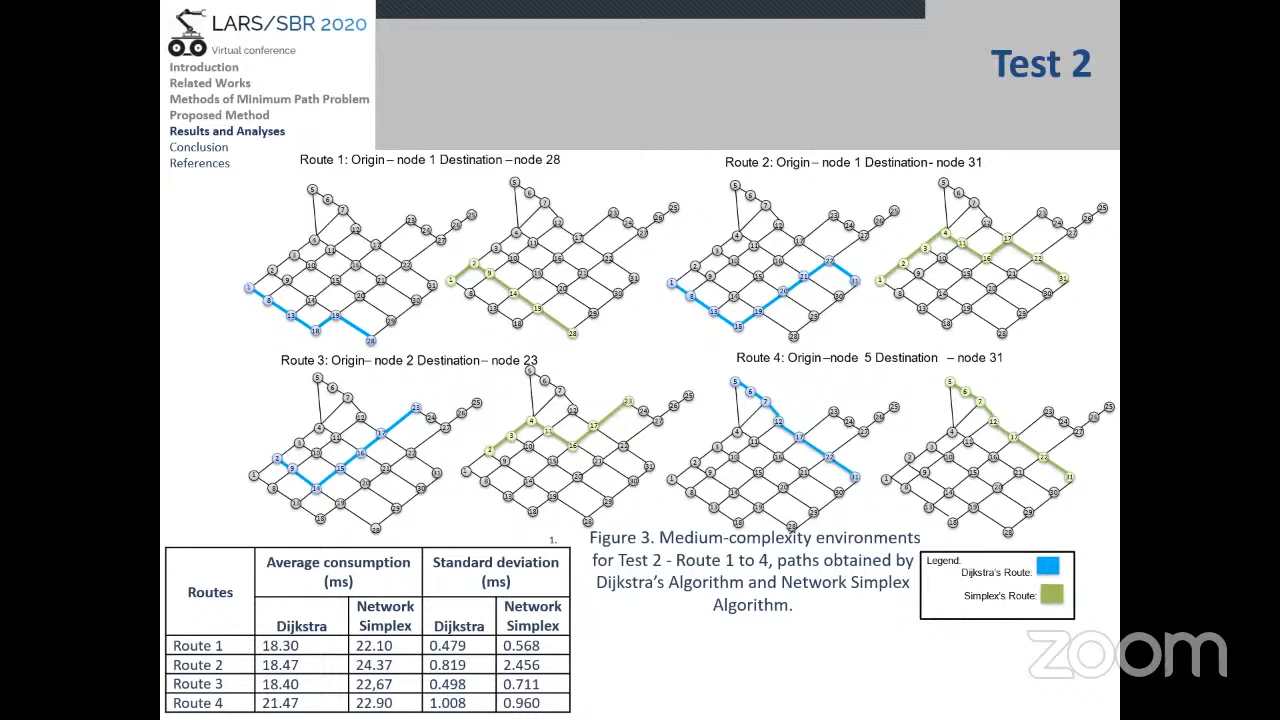 LARS/SBR 2020
Virtual conference
Introduction
Related Works
Methods of Minimum Path Problem
Proposed Method
Results and Analyses
Conclusion
References
Test 2
Route 1: Origin – node 1 Destination – node 28
Route 2: Origin – node 1 Destination- node 31
Route 3: Origin– node 2 Destination– node 23
Route 4: Origin –node 5 Destination – node 31
1.
Figure 3. Medium-complexity environments
for Test 2 - Route 1 to 4, paths obtained by
Dijkstra's Algorithm and Network Simplex
Algorithm.
Legend.
Dijkstra's Route:
Simplex's Route:
Routes Average consumption (ms) Standard deviation (ms)
Dijkstra Network Simplex Dijkstra Network Simplex
Route 1 18.30 22.10 0.479 0.568
Route 2 18.47 24.37 0.819 2.456
Route 3 18.40 22,67 0.498 0.711
Route 4 21.47 22.90 1.008 0.960
zoom